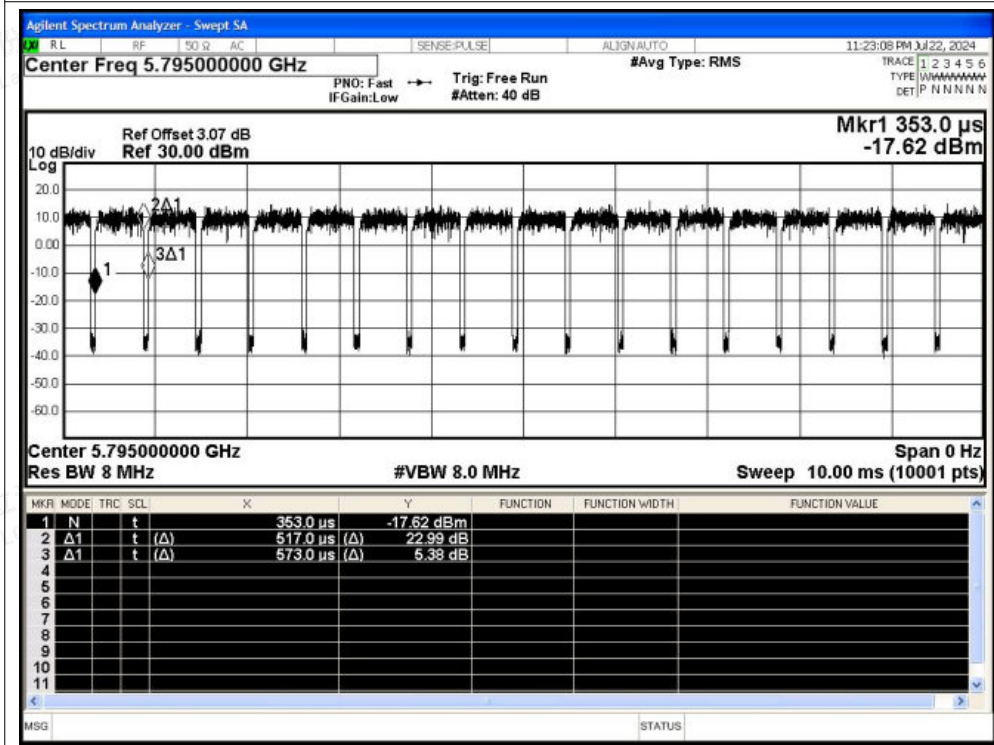 Agilent Spectrum Analyzer - Swept SA
LXI RL RF 50 Ω AC SENSE:PULSE ALIGN AUTO 11:23:08 PM Jul 22, 2024
Center Freq 5.795000000 GHz #Avg Type: RMS TRACE 1 2 3 4 5 6
PNO: Fast Trig: Free Run TYPE WWWWWW
IFGain:Low #Atten: 40 dB DET P N N N N N
Mkr1 353.0 µs
Ref Offset 3.07 dB
10 dB/div Ref 30.00 dBm -17.62 dBm
Log
20.0
2Δ1
10.0
0.00
3Δ1
-10.0
1
-20.0
-30.0
-40.0
-50.0
-60.0
Center 5.795000000 GHz Span 0 Hz
Res BW 8 MHz #VBW 8.0 MHz Sweep 10.00 ms (10001 pts)
MKR MODE TRC SCL X Y FUNCTION FUNCTION WIDTH FUNCTION VALUE
1 N t 353.0 µs -17.62 dBm
2 Δ1 t (Δ) 517.0 µs (Δ) 22.99 dB
3 Δ1 t (Δ) 573.0 µs (Δ) 5.38 dB
4
5
6
7
8
9
10
11
MSG STATUS